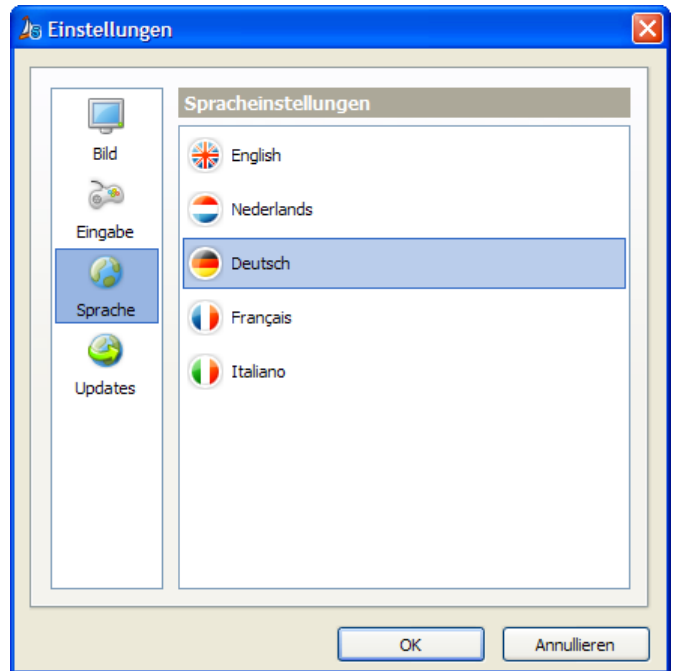 Einstellungen
Bild
Eingabe
Sprache
Updates
Spracheinstellungen
English
Nederlands
Deutsch
Français
Italiano
OK
Annullieren